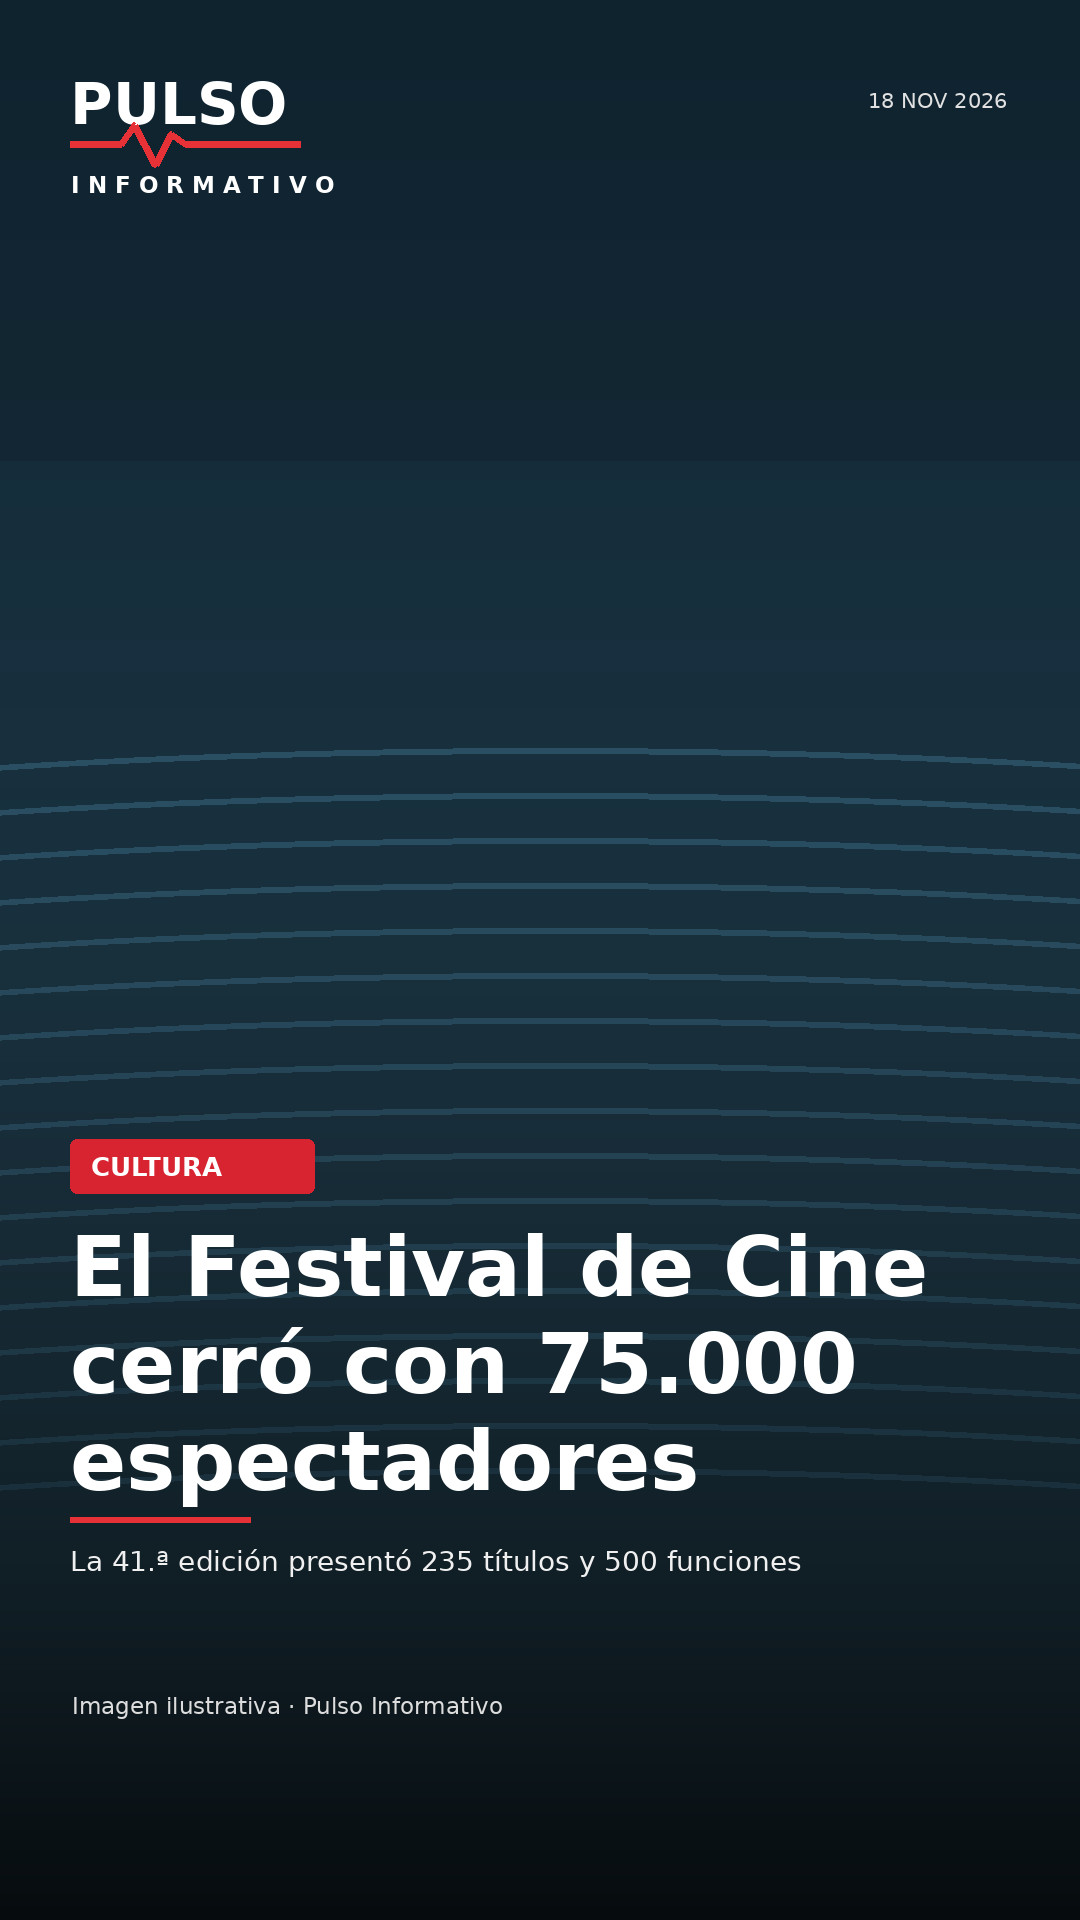 PULSO
INFORMATIVO
18 NOV 2026
CULTURA
El Festival de Cine
cerró con 75.000
espectadores
La 41.ª edición presentó 235 títulos y 500 funciones
Imagen ilustrativa · Pulso Informativo